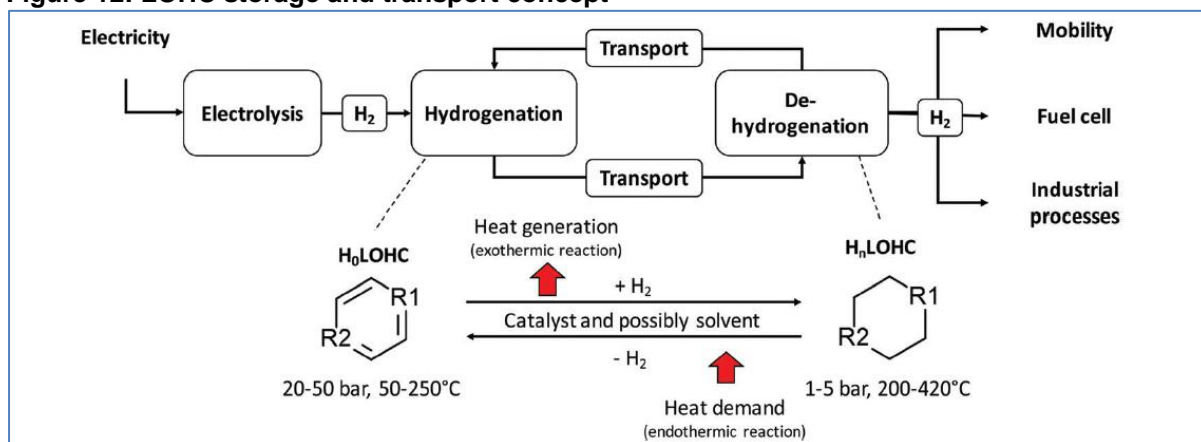 Electricity
Electrolysis
H₂
Hydrogenation
Transport
Transport
De-
hydrogenation
H₂
Mobility
Fuel cell
Industrial
processes
Heat generation
(exothermic reaction)
H₀LOHC
HₙLOHC
R1
R2
+ H₂
Catalyst and possibly solvent
- H₂
R1
R2
20-50 bar, 50-250°C
1-5 bar, 200-420°C
Heat demand
(endothermic reaction)